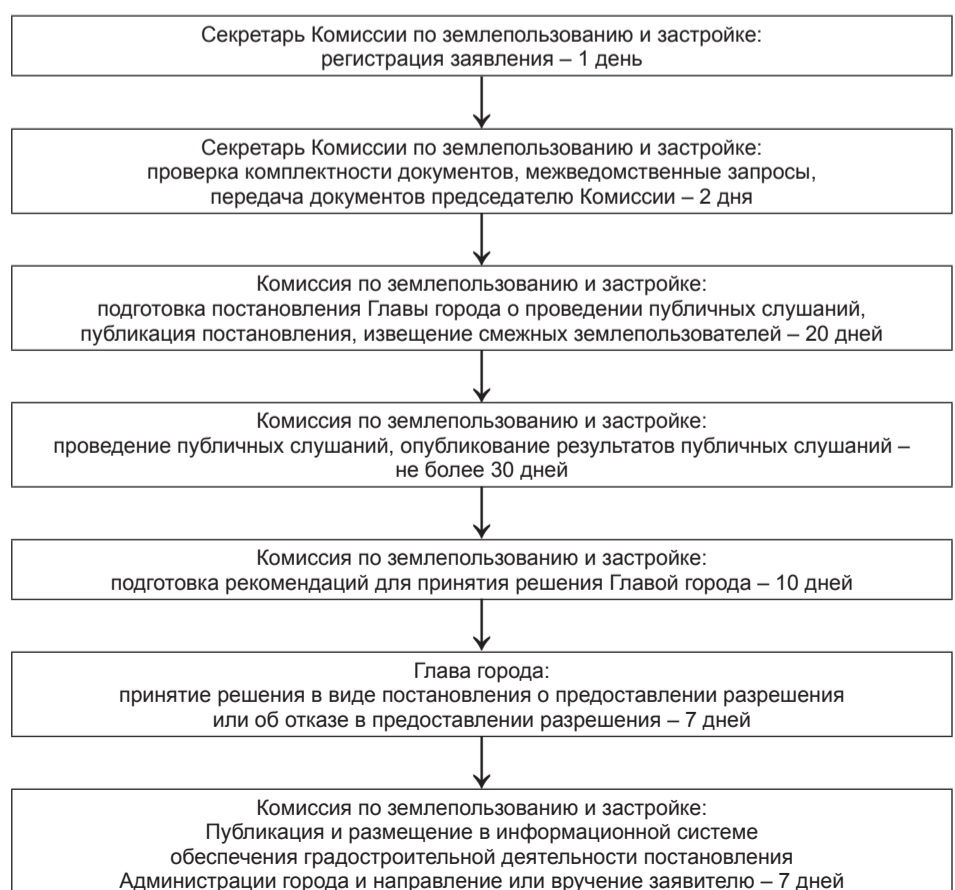 Секретарь Комиссии по землепользованию и застройке:
регистрация заявления – 1 день
Секретарь Комиссии по землепользованию и застройке:
проверка комплектности документов, межведомственные запросы,
передача документов председателю Комиссии – 2 дня
Комиссия по землепользованию и застройке:
подготовка постановления Главы города о проведении публичных слушаний,
публикация постановления, извещение смежных землепользователей – 20 дней
Комиссия по землепользованию и застройке:
проведение публичных слушаний, опубликование результатов публичных слушаний –
не более 30 дней
Комиссия по землепользованию и застройке:
подготовка рекомендаций для принятия решения Главой города – 10 дней
Глава города:
принятие решения в виде постановления о предоставлении разрешения
или об отказе в предоставлении разрешения – 7 дней
Комиссия по землепользованию и застройке:
Публикация и размещение в информационной системе
обеспечения градостроительной деятельности постановления
Администрации города и направление или вручение заявителю – 7 дней